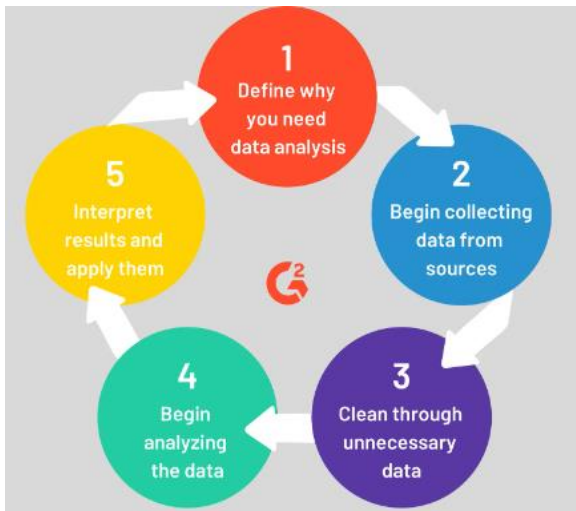 1
Define why
you need
data analysis
2
Begin collecting
data from
sources
3
Clean through
unnecessary
data
4
Begin
analyzing
the data
5
Interpret
results and
apply them
G2